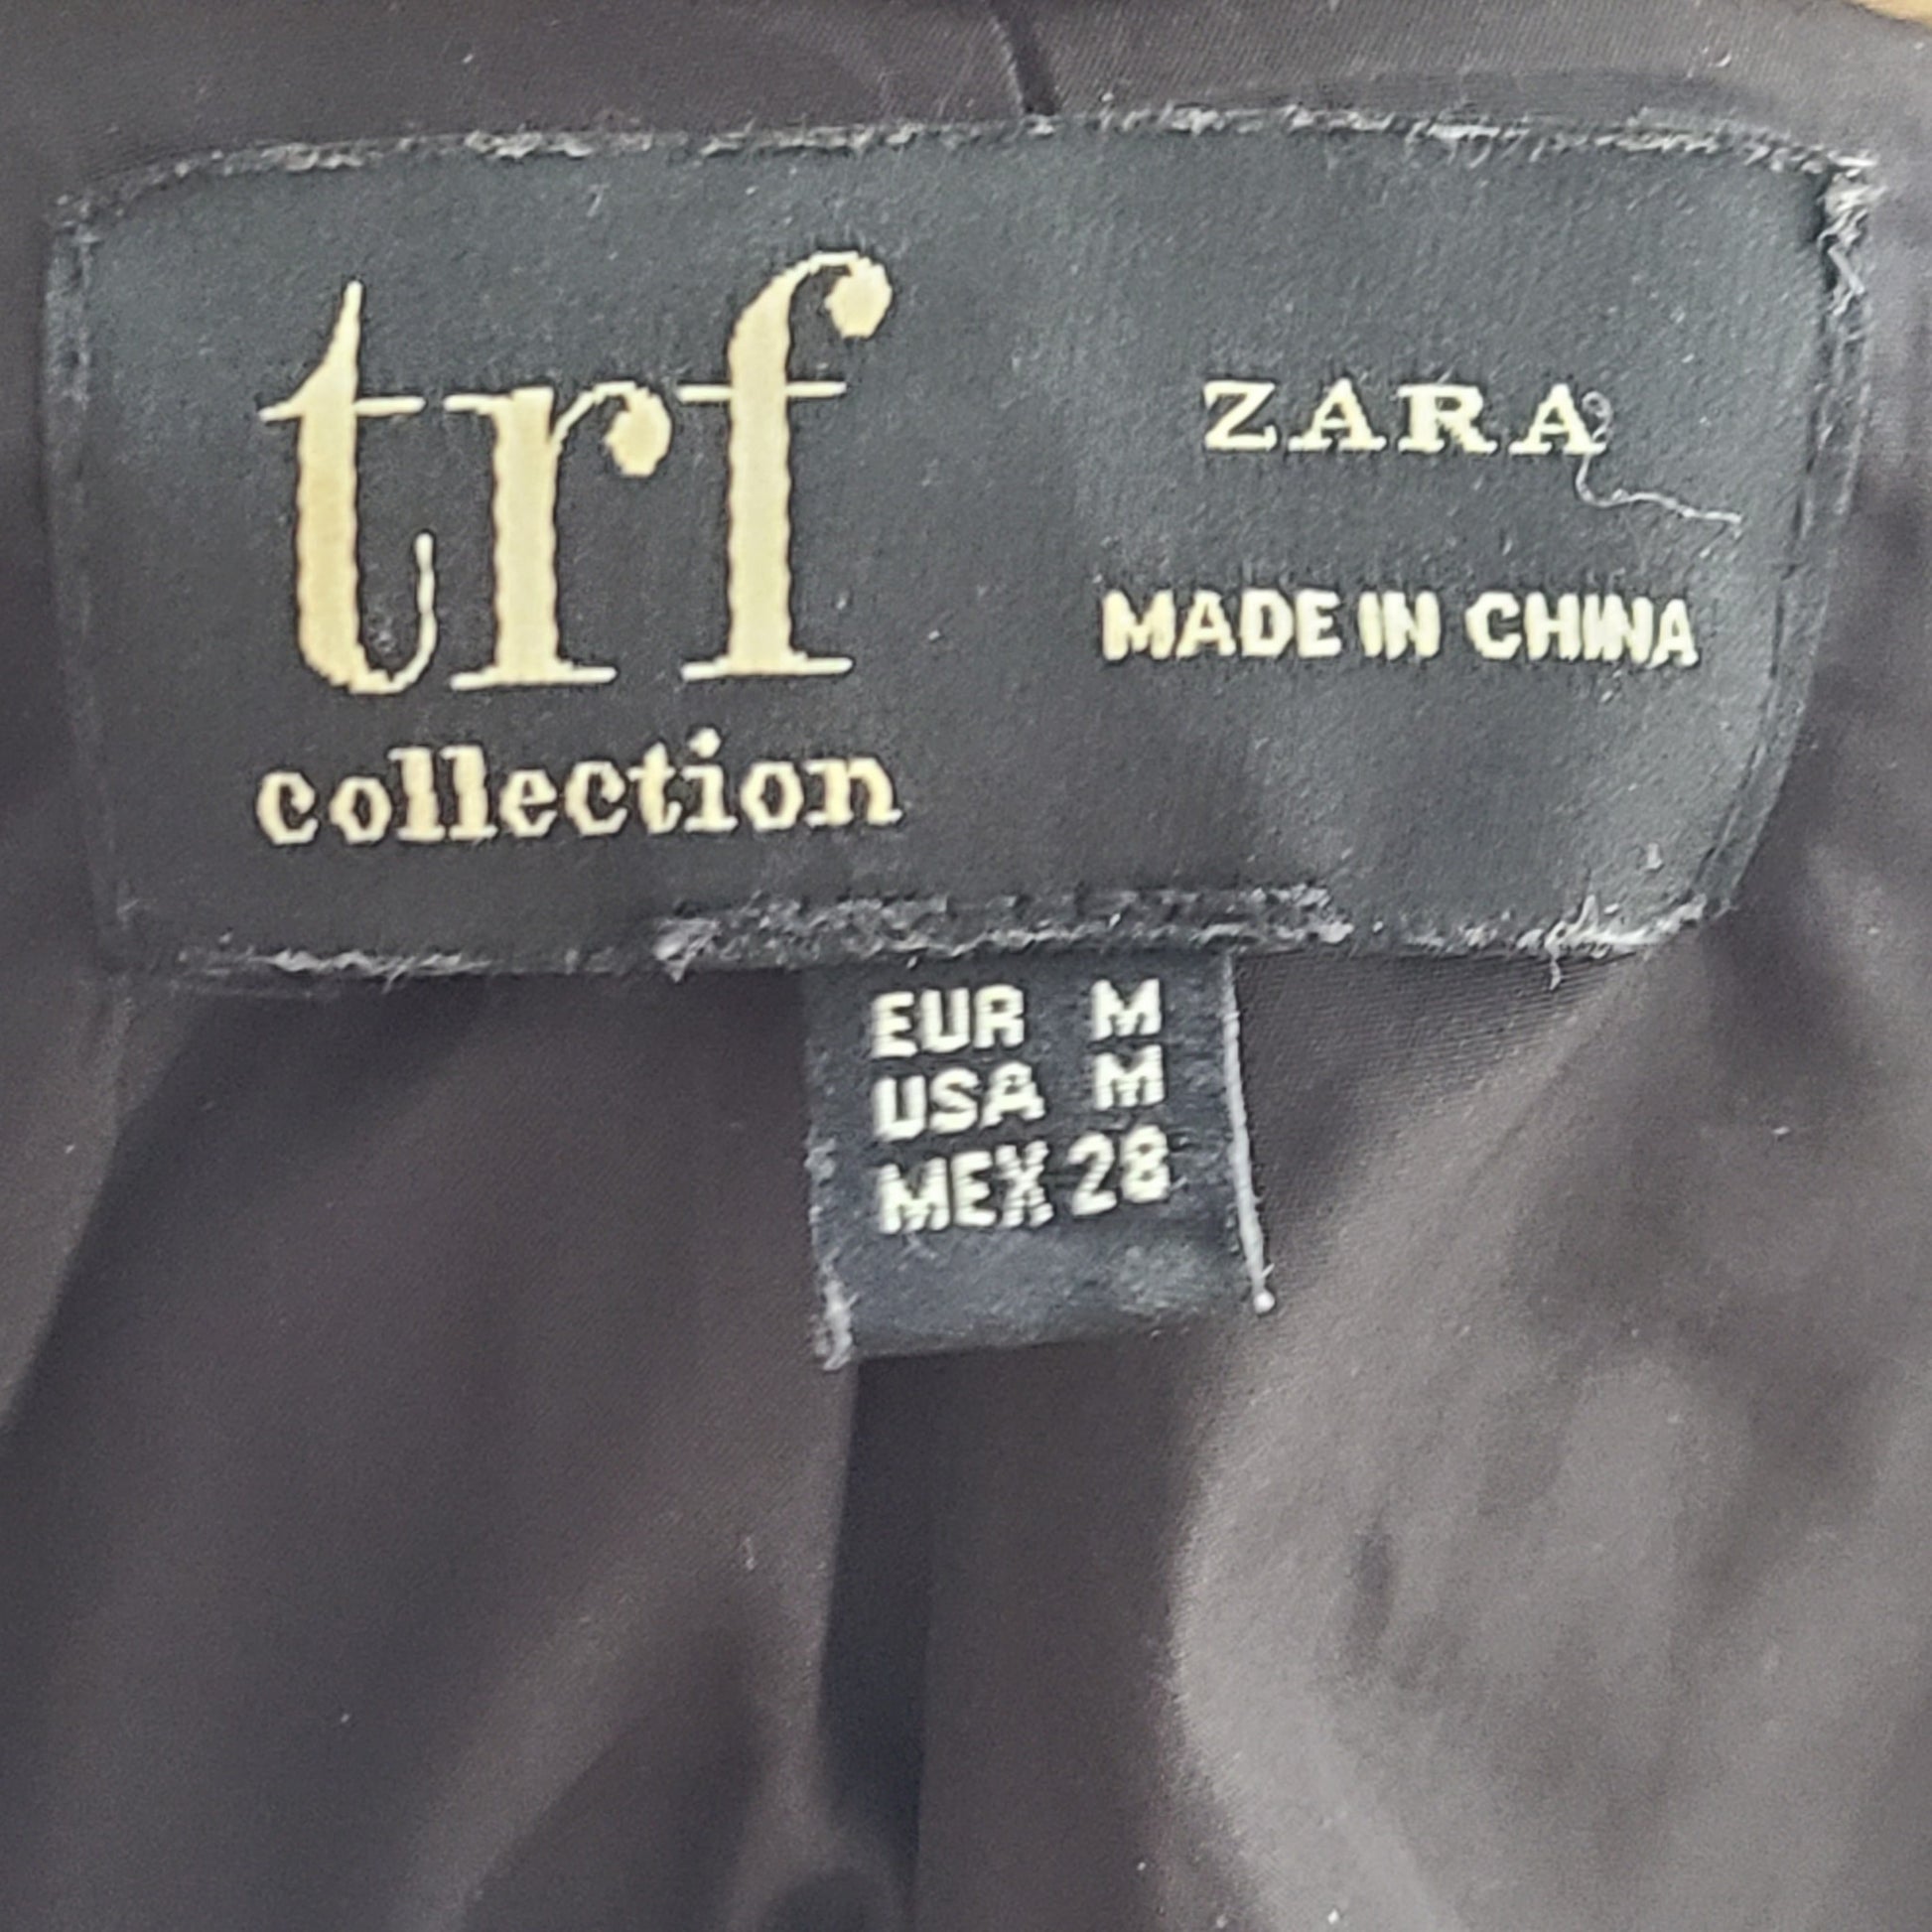 trf
collection
ZARA
MADE IN CHINA
EUR M
USA M
MEX 28